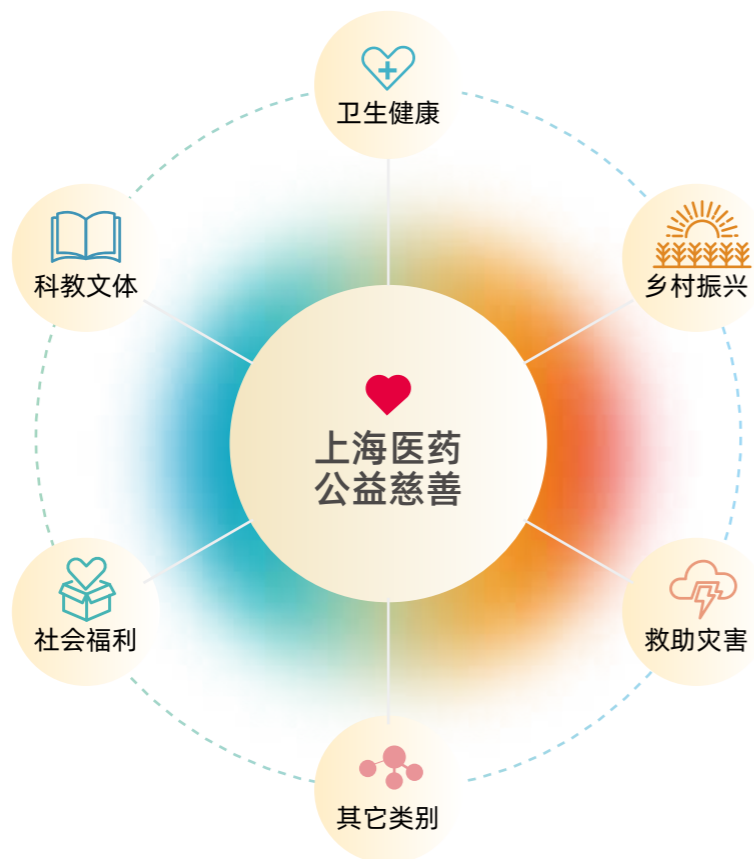 卫生健康
科教文体
乡村振兴
上海医药
公益慈善
社会福利
救助灾害
其它类别